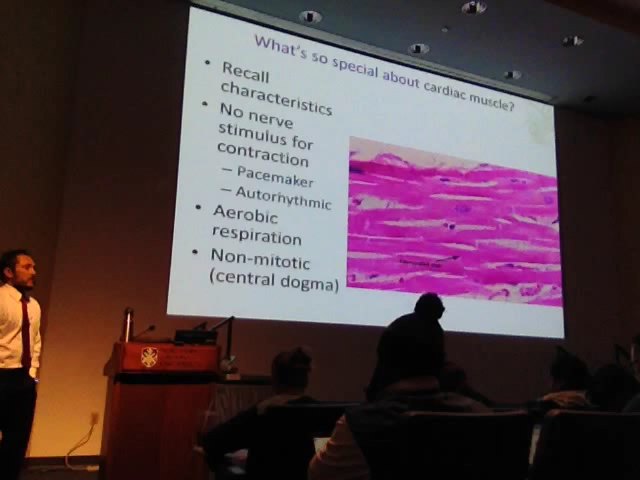 What's so special about cardiac muscle?
• Recall
characteristics
• No nerve
stimulus for
contraction
– Pacemaker
– Autorhythmic
• Aerobic
respiration
• Non-mitotic
(central dogma)